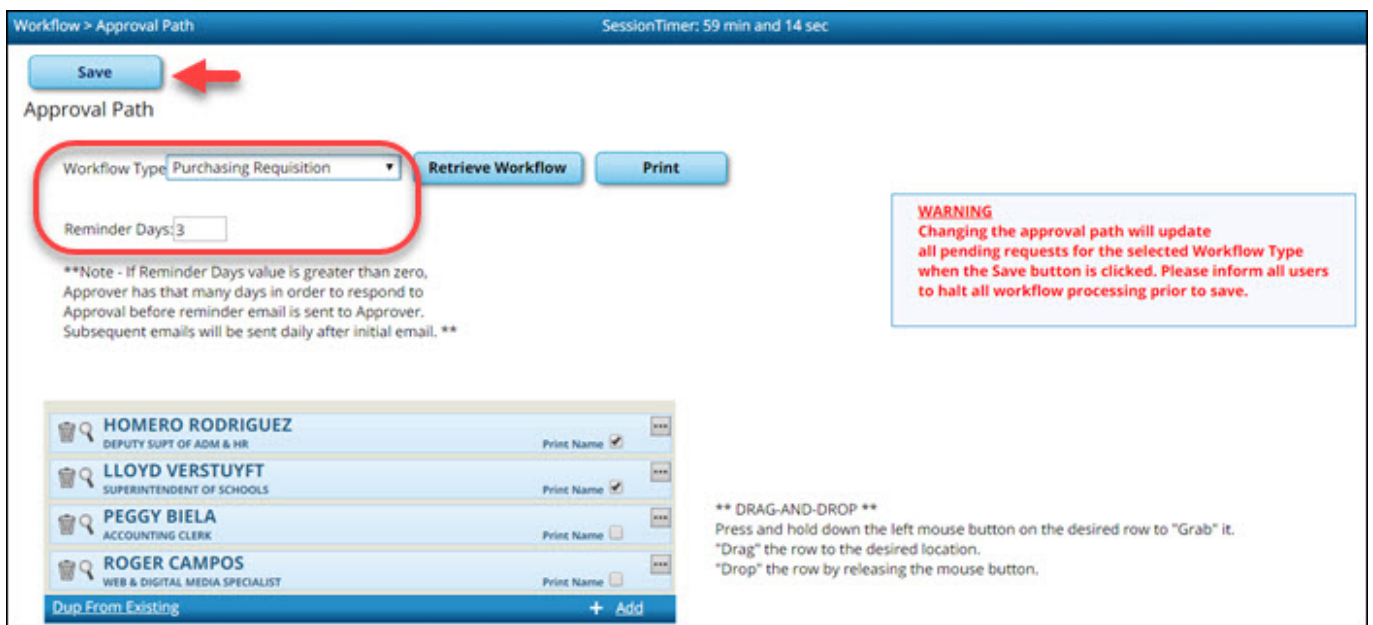 Workflow > Approval Path
SessionTimer: 59 min and 14 sec
Save
Approval Path
Workflow Type Purchasing Requisition
Retrieve Workflow
Print
Reminder Days: 3
**Note - If Reminder Days value is greater than zero,
Approver has that many days in order to respond to
Approval before reminder email is sent to Approver.
Subsequent emails will be sent daily after initial email. **
WARNING
Changing the approval path will update
all pending requests for the selected Workflow Type
when the Save button is clicked. Please inform all users
to halt all workflow processing prior to save.
HOMERO RODRIGUEZ
DEPUTY SUPT OF ADM & HR
Print Name
LLOYD VERSTUYFT
SUPERINTENDENT OF SCHOOLS
Print Name
PEGGY BIELA
ACCOUNTING CLERK
Print Name
ROGER CAMPOS
WEB & DIGITAL MEDIA SPECIALIST
Print Name
Dup From Existing
+ Add
** DRAG-AND-DROP **
Press and hold down the left mouse button on the desired row to "Grab" it.
"Drag" the row to the desired location.
"Drop" the row by releasing the mouse button.